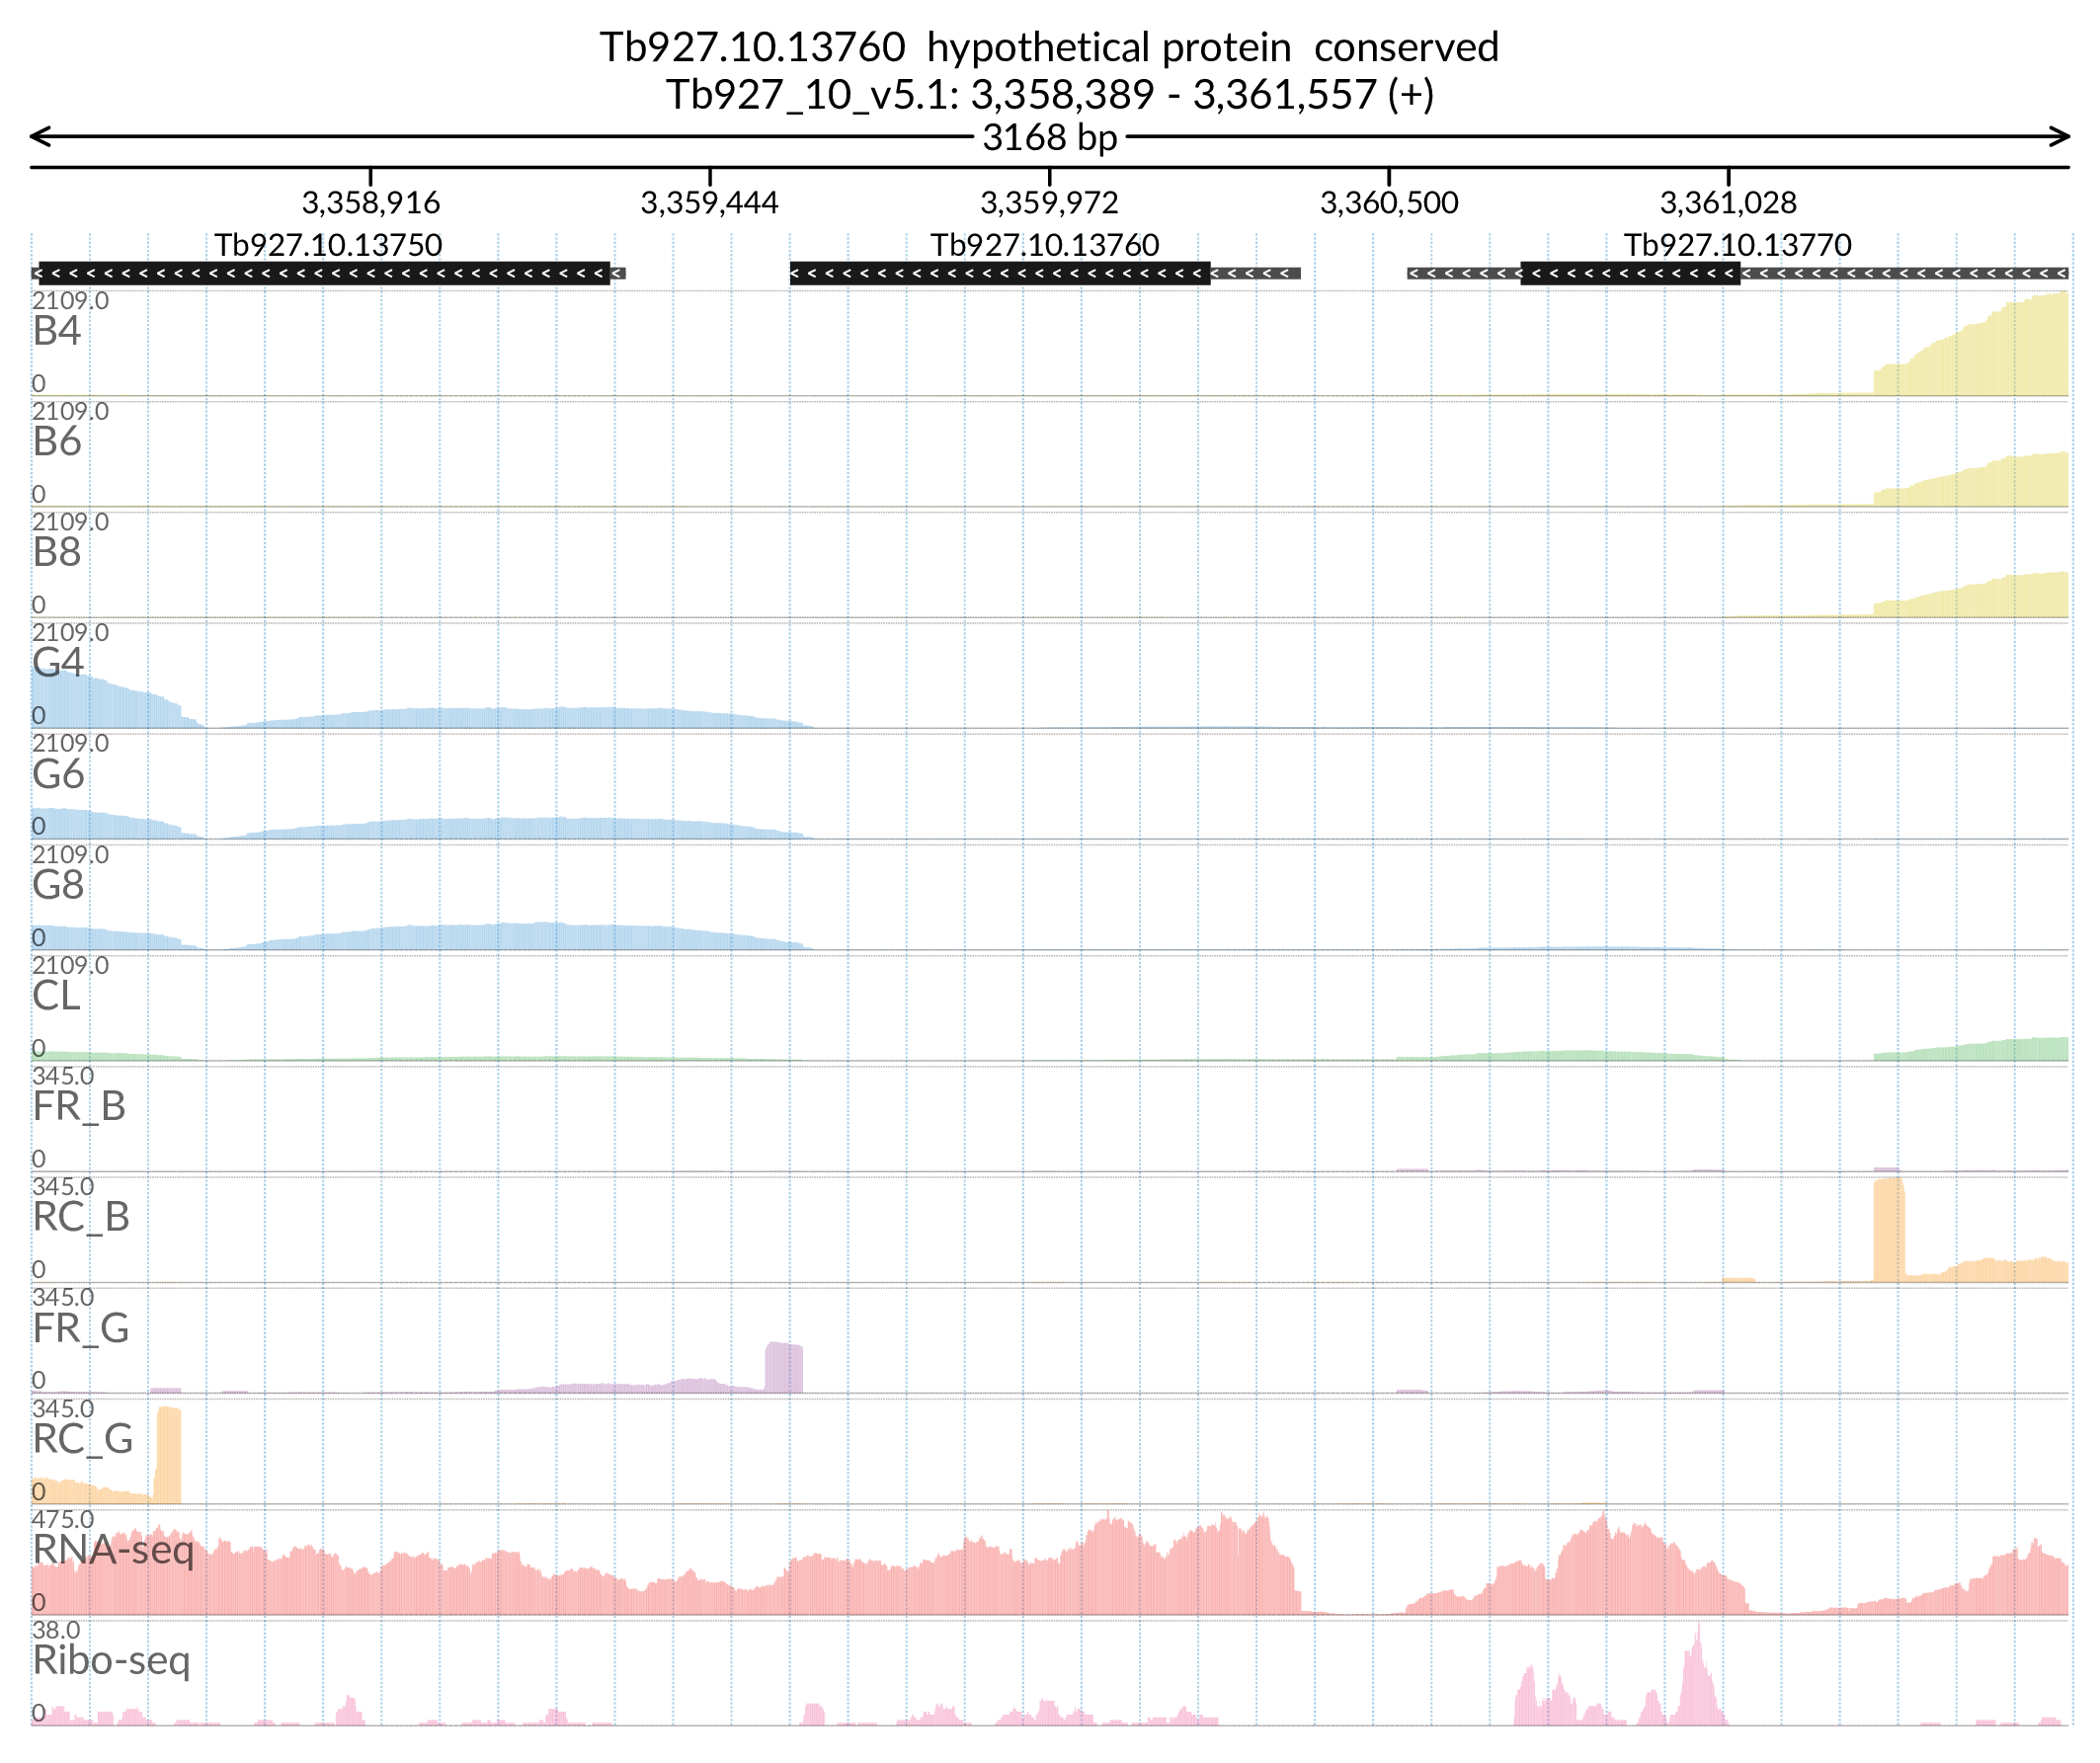 Tb927.10.13760 hypothetical protein conserved
Tb927_10_v5.1: 3,358,389 - 3,361,557 (+)
3168 bp
3,358,916 3,359,444 3,359,972 3,360,500 3,361,028
Tb927.10.13750 Tb927.10.13760 Tb927.10.13770
2109.0
B4
0
2109.0
B6
0
2109.0
B8
0
2109.0
G4
0
2109.0
G6
0
2109.0
G8
0
2109.0
CL
0
345.0
FR_B
0
345.0
RC_B
0
345.0
FR_G
0
345.0
RC_G
0
475.0
RNA-seq
0
38.0
Ribo-seq
0